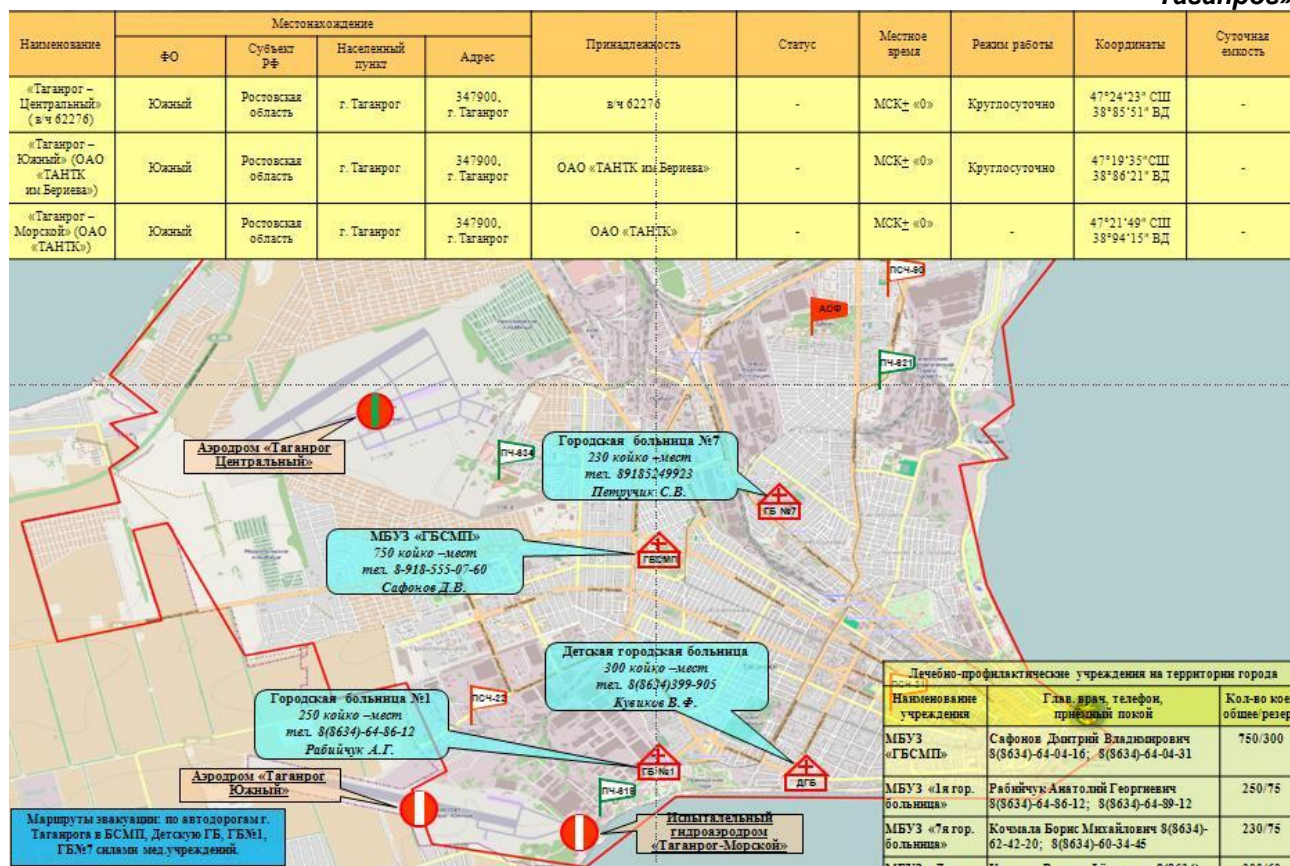 Таганрог»
Наименование
Местонахождение
ФО
Субъект РФ
Населенный пункт
Адрес
Принадлежность
Статус
Местное время
Режим работы
Координаты
Суточная емкость
«Таганрог –
Центральный»
(в/ч 62276)
Южный
Ростовская
область
г. Таганрог
347900,
г. Таганрог
в/ч 62276
-
МСК± «0»
Круглосуточно
47°24'23" СШ
38°85'51" ВД
-
«Таганрог –
Южный» (ОАО
«ТАНТК
им Бериева»)
Южный
Ростовская
область
г. Таганрог
347900,
г. Таганрог
ОАО «ТАНТК им Бериева»
-
МСК± «0»
Круглосуточно
47°19'35"СШ
38°86'21" ВД
-
«Таганрог –
Морской» (ОАО
«ТАНТК»)
Южный
Ростовская
область
г. Таганрог
347900,
г. Таганрог
ОАО «ТАНТК»
-
МСК± «0»
-
47°21'49" СШ
38°94'15" ВД
-
ПСЧ-90
АСФ
ПЧ-621
Аэродром «Таганрог
Центральный»
ПЧ-634
Городская больница №7
230 койко –мест
тел. 89185249923
Петручик С.В.
ГБ №7
МБУЗ «ГБСМП»
750 койко –мест
тел. 8-918-555-07-60
Сафонов Д.В.
ГБСМП
Детская городская больница
300 койко –мест
тел. 8(8634)399-905
Кувиков В.Ф.
ДГБ
ПСЧ-23
Городская больница №1
250 койко –мест
тел. 8(8634)-64-86-12
Рабийчук А.Г.
ГБ №1
ПЧ-619
Аэродром «Таганрог
Южный»
Испытательный
гидроаэродром
«Таганрог-Морской»
Маршруты эвакуации: по автодорогам г.
Таганрога в БСМП, Детскую ГБ, ГБ№1,
ГБ№7 силами мед.учреждений.
ПСЧ-21
Лечебно-профилактические учреждения на территории города
Наименование
учреждения
Глав. врач, телефон,
приемный покой
Кол-во кое
общее/резер
МБУЗ
«ГБСМП»
Сафонов Дмитрий Владимирович
8(8634)-64-04-16; 8(8634)-64-04-31
750/300
МБУЗ «1я гор.
больница»
Рабийчук Анатолий Георгиевич
8(8634)-64-86-12; 8(8634)-64-89-12
250/75
МБУЗ «7я гор.
больница»
Кочмала Борис Михайлович 8(8634)-
62-42-20; 8(8634)-60-34-45
230/75